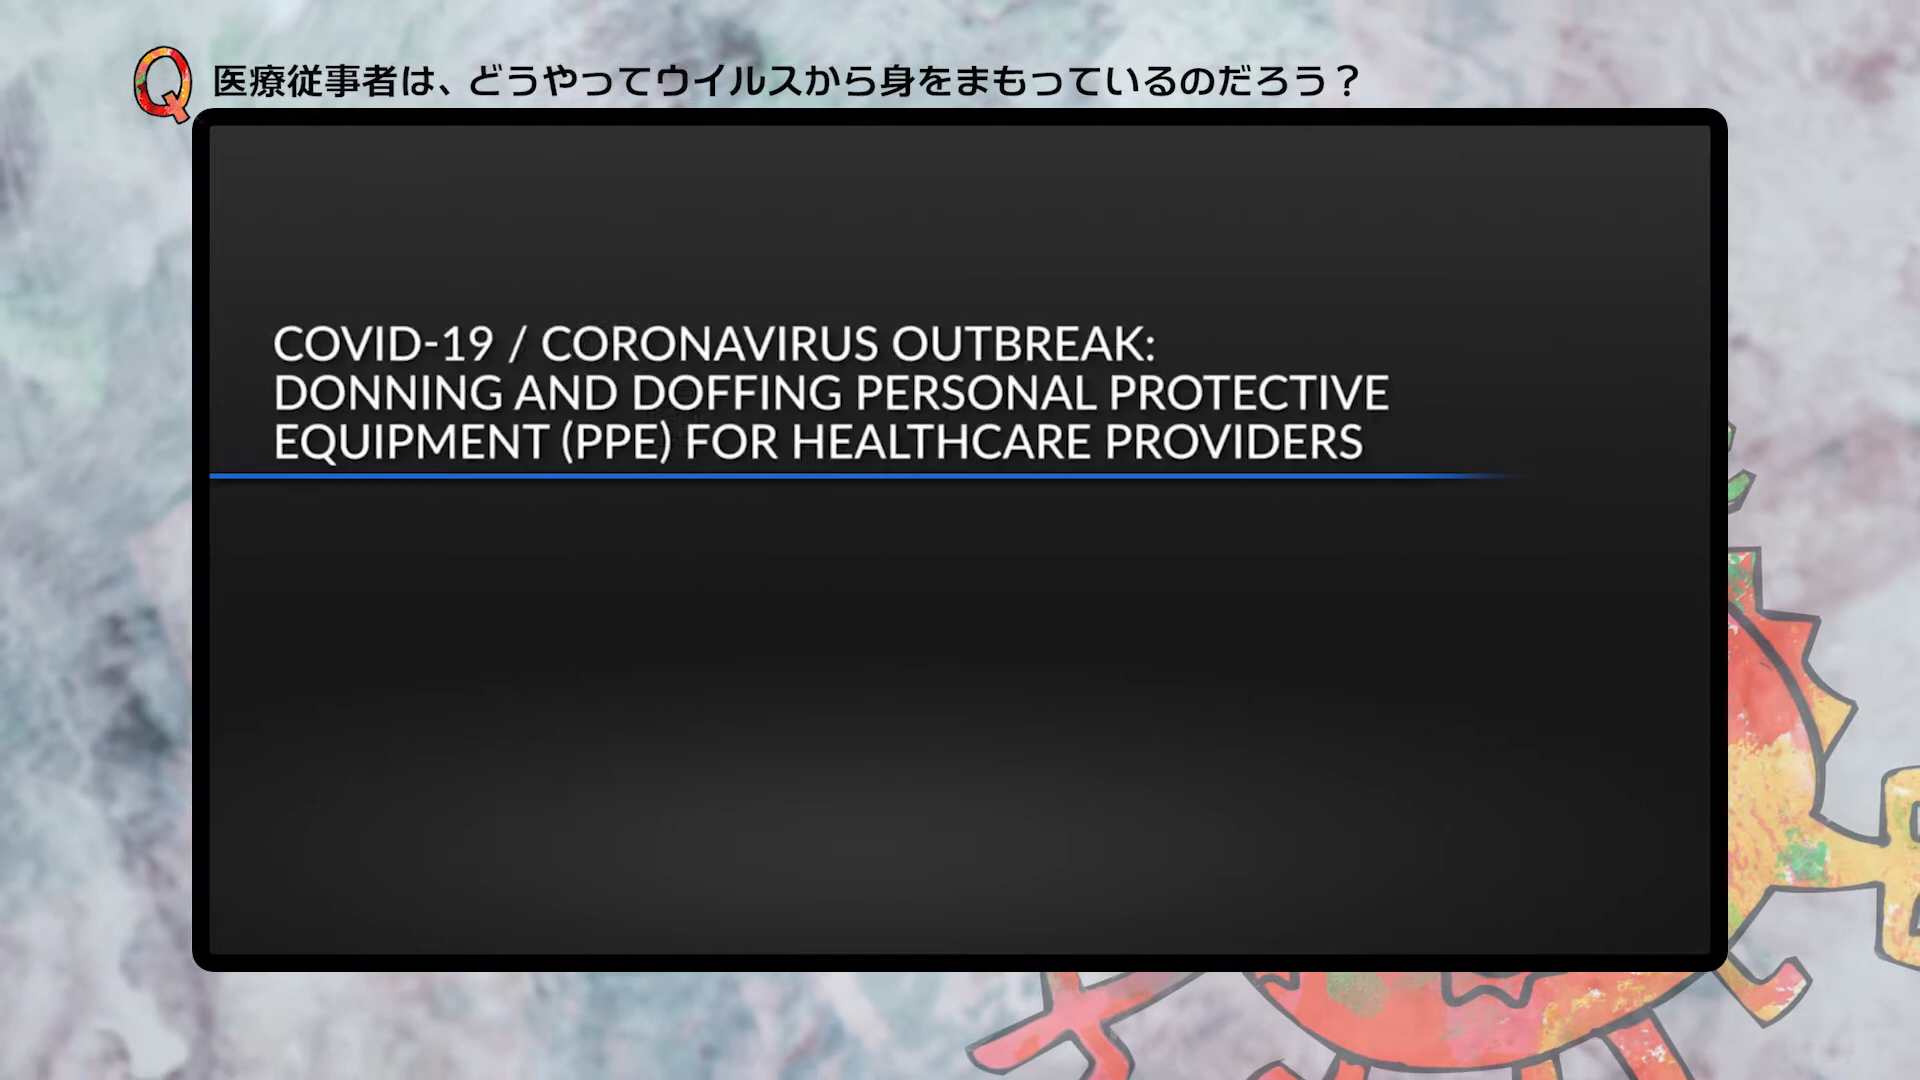 Q 医療従事者は、どうやってウイルスから身をまもっているのだろう？
COVID-19 / CORONAVIRUS OUTBREAK:
DONNING AND DOFFING PERSONAL PROTECTIVE
EQUIPMENT (PPE) FOR HEALTHCARE PROVIDERS